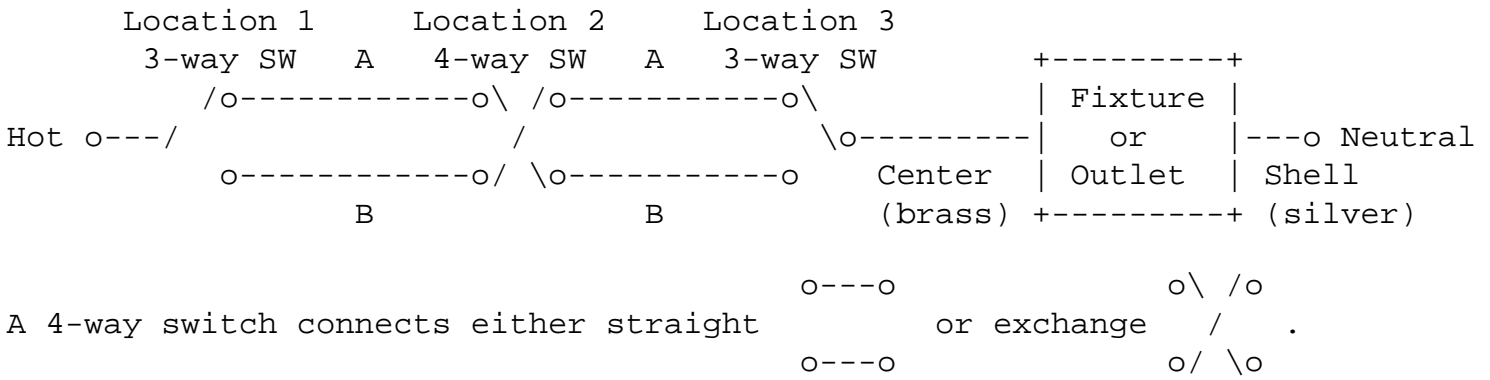 Location 1      Location 2      Location 3
       3-way SW   A   4-way SW   A   3-way SW          +---------+
          /o------------o\ /o------------o\            | Fixture |
Hot o---/                 /                \o---------|   or    |---o Neutral
           o------------o/ \o-----------o    Center  | Outlet  | Shell
                  B              B           (brass) +---------+ (silver)
                                        o---o             o\ /o
A 4-way switch connects either straight       or exchange   /   .
                                        o---o             o/ \o